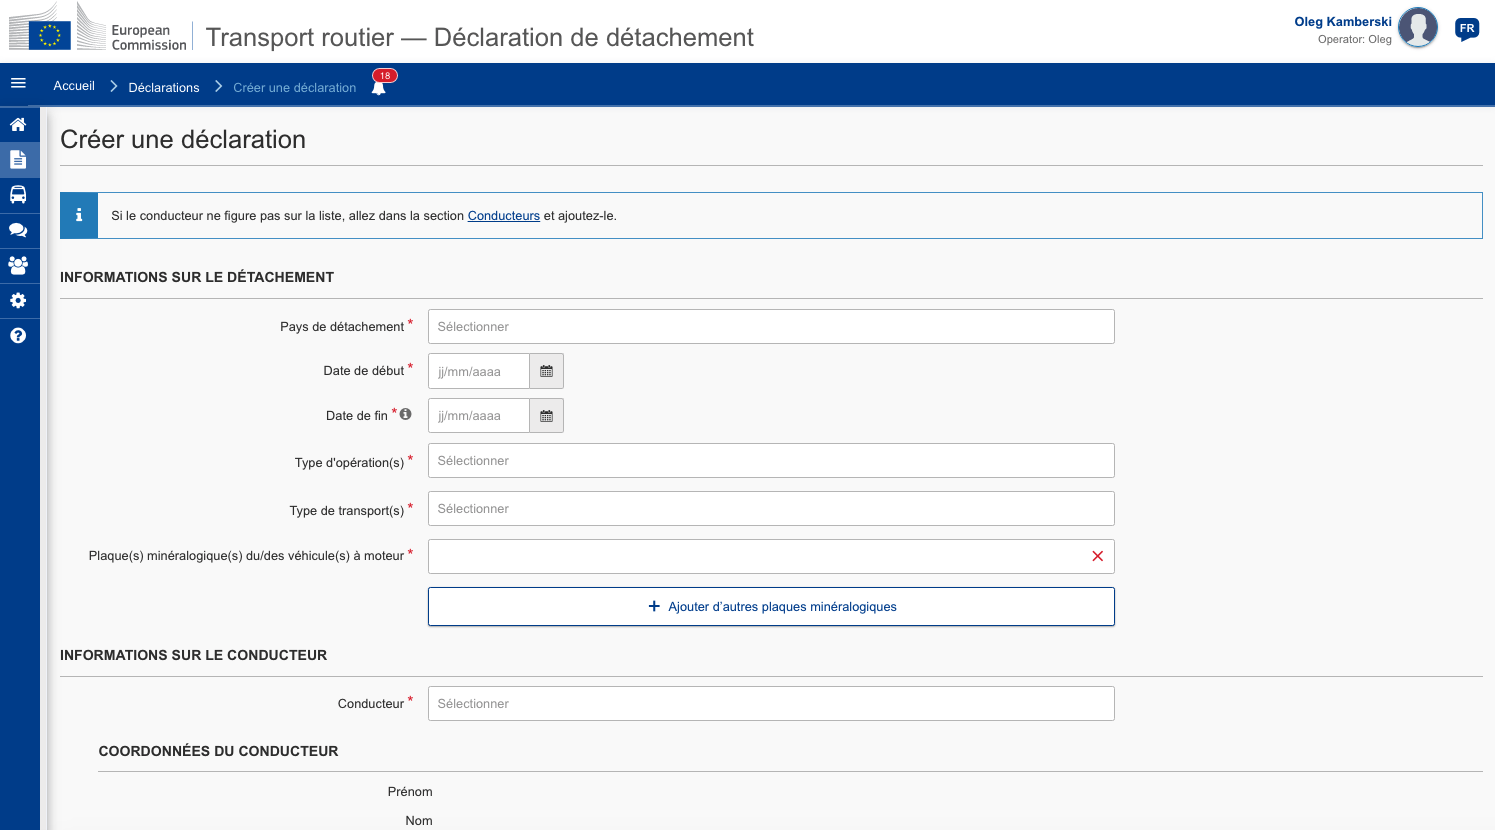 European
Commission
Transport routier — Déclaration de détachement
Oleg Kamberski
Operator: Oleg
FR
Accueil
Déclarations
Créer une déclaration
18
Créer une déclaration
Si le conducteur ne figure pas sur la liste, allez dans la section Conducteurs et ajoutez-le.
INFORMATIONS SUR LE DÉTACHEMENT
Pays de détachement *
Sélectionner
Date de début *
jj/mm/aaaa
Date de fin *
jj/mm/aaaa
Type d'opération(s) *
Sélectionner
Type de transport(s) *
Sélectionner
Plaque(s) minéralogique(s) du/des véhicule(s) à moteur *
Ajouter d’autres plaques minéralogiques
INFORMATIONS SUR LE CONDUCTEUR
Conducteur *
Sélectionner
COORDONNÉES DU CONDUCTEUR
Prénom
Nom